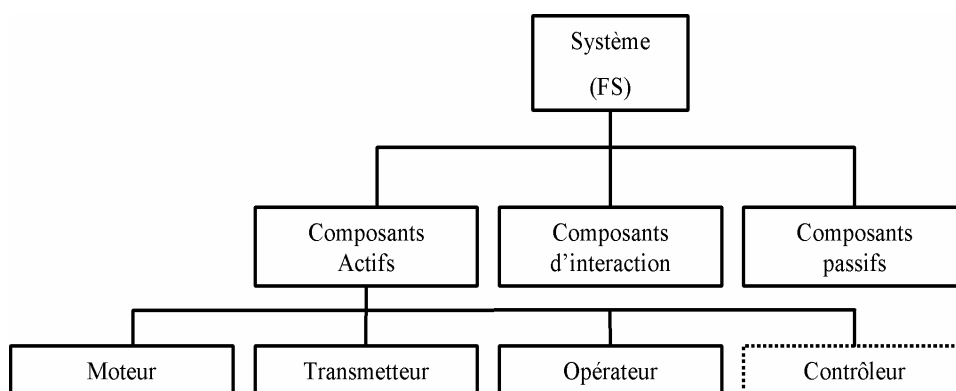 Système
(FS)
Composants
Actifs
Composants
d’interaction
Composants
passifs
Moteur
Transmetteur
Opérateur
Contrôleur